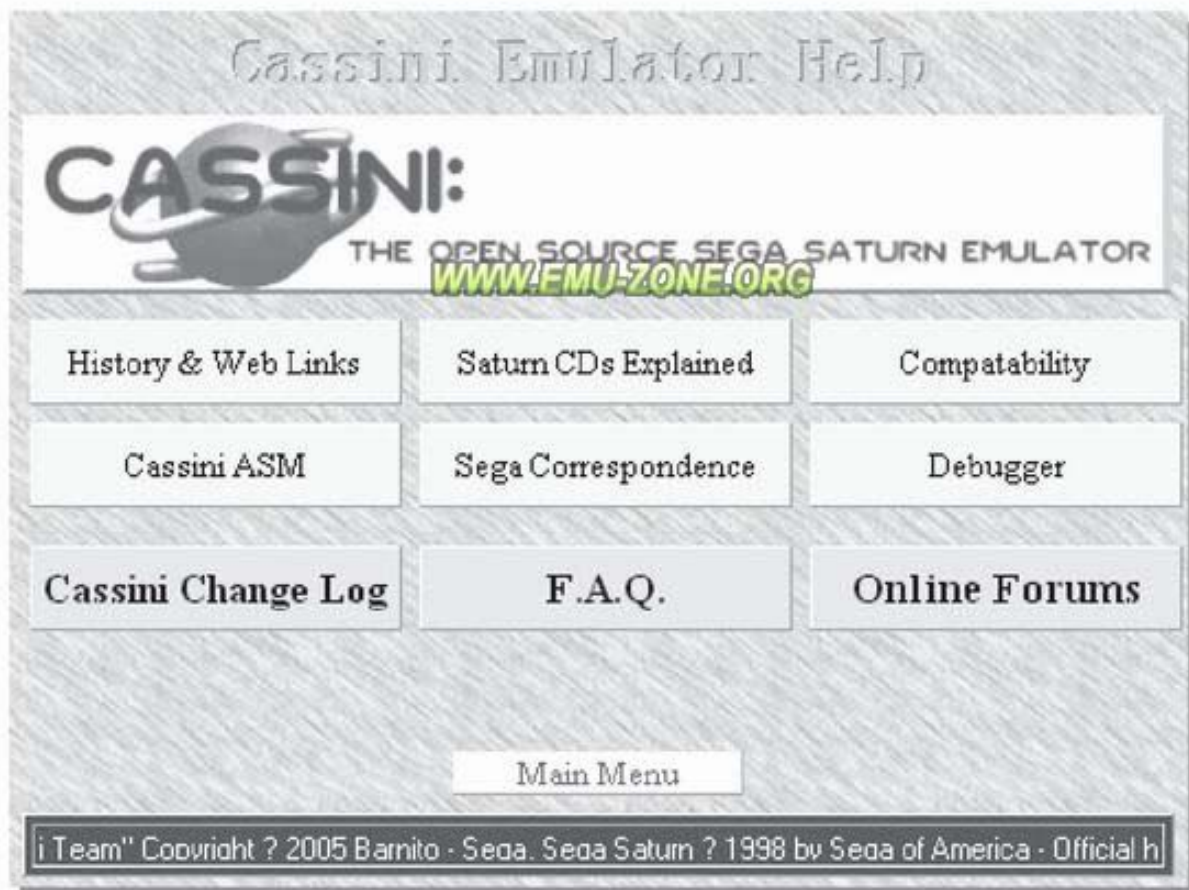 Cassini Emulator Help
CASSINI:
THE OPEN SOURCE SEGA SATURN EMULATOR
WWW.EMU-ZONE.ORG
History & Web Links
Saturn CDs Explained
Compatability
Cassini ASM
Sega Correspondence
Debugger
Cassini Change Log
F.A.Q.
Online Forums
Main Menu
i Team" Copyright ? 2005 Barnito - Sega, Sega Saturn ? 1998 by Sega of America - Official h